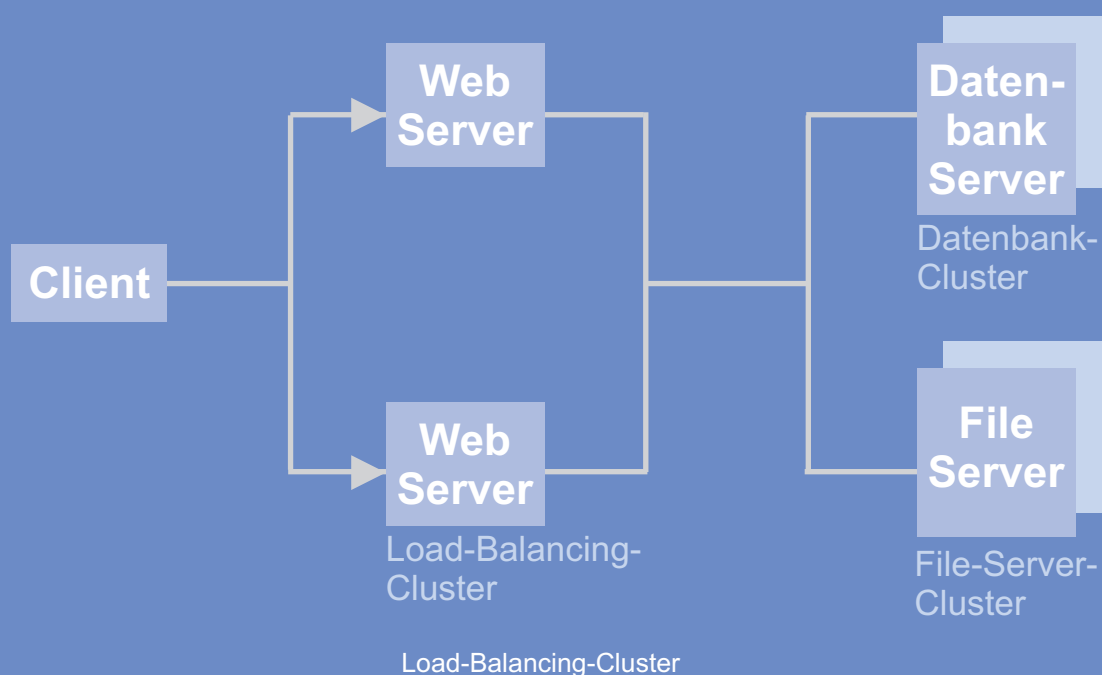 Client
Web
Server
Web
Server
Load-Balancing-
Cluster
Daten-
bank
Server
Datenbank-
Cluster
File
Server
File-Server-
Cluster
Load-Balancing-Cluster